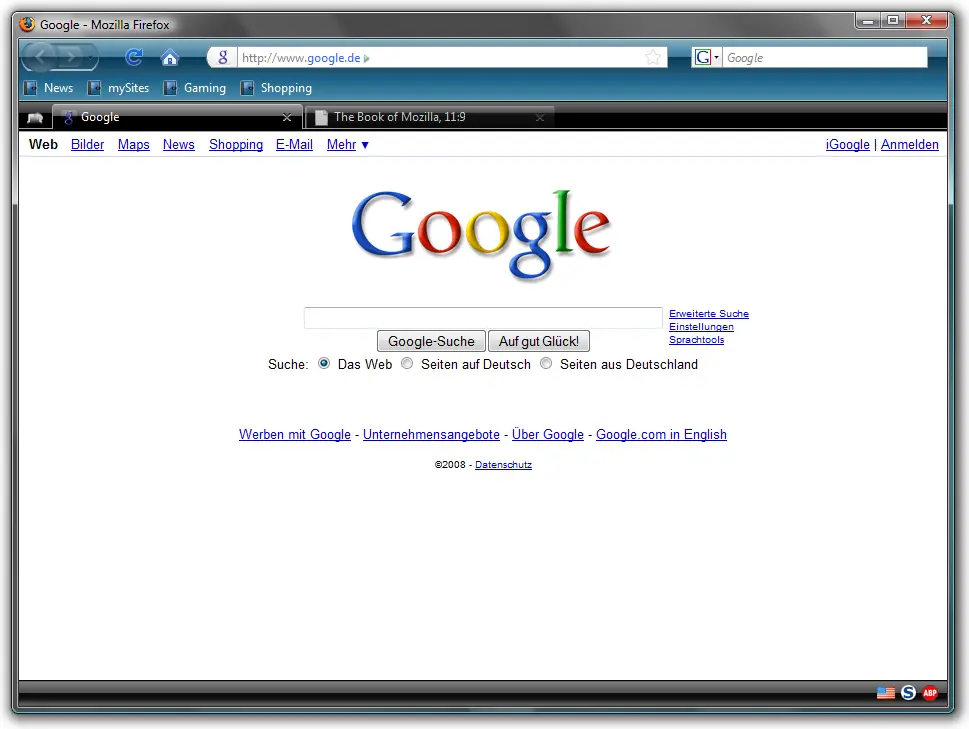 Google - Mozilla Firefox
http://www.google.de
Google
News mySites Gaming Shopping
Google The Book of Mozilla, 11:9
Web Bilder Maps News Shopping E-Mail Mehr ▼ iGoogle | Anmelden
Google
Erweiterte Suche
Einstellungen
Sprachtools
Google-Suche Auf gut Glück!
Suche: Das Web Seiten auf Deutsch Seiten aus Deutschland
Werben mit Google - Unternehmensangebote - Über Google - Google.com in English
©2008 - Datenschutz
S ABP